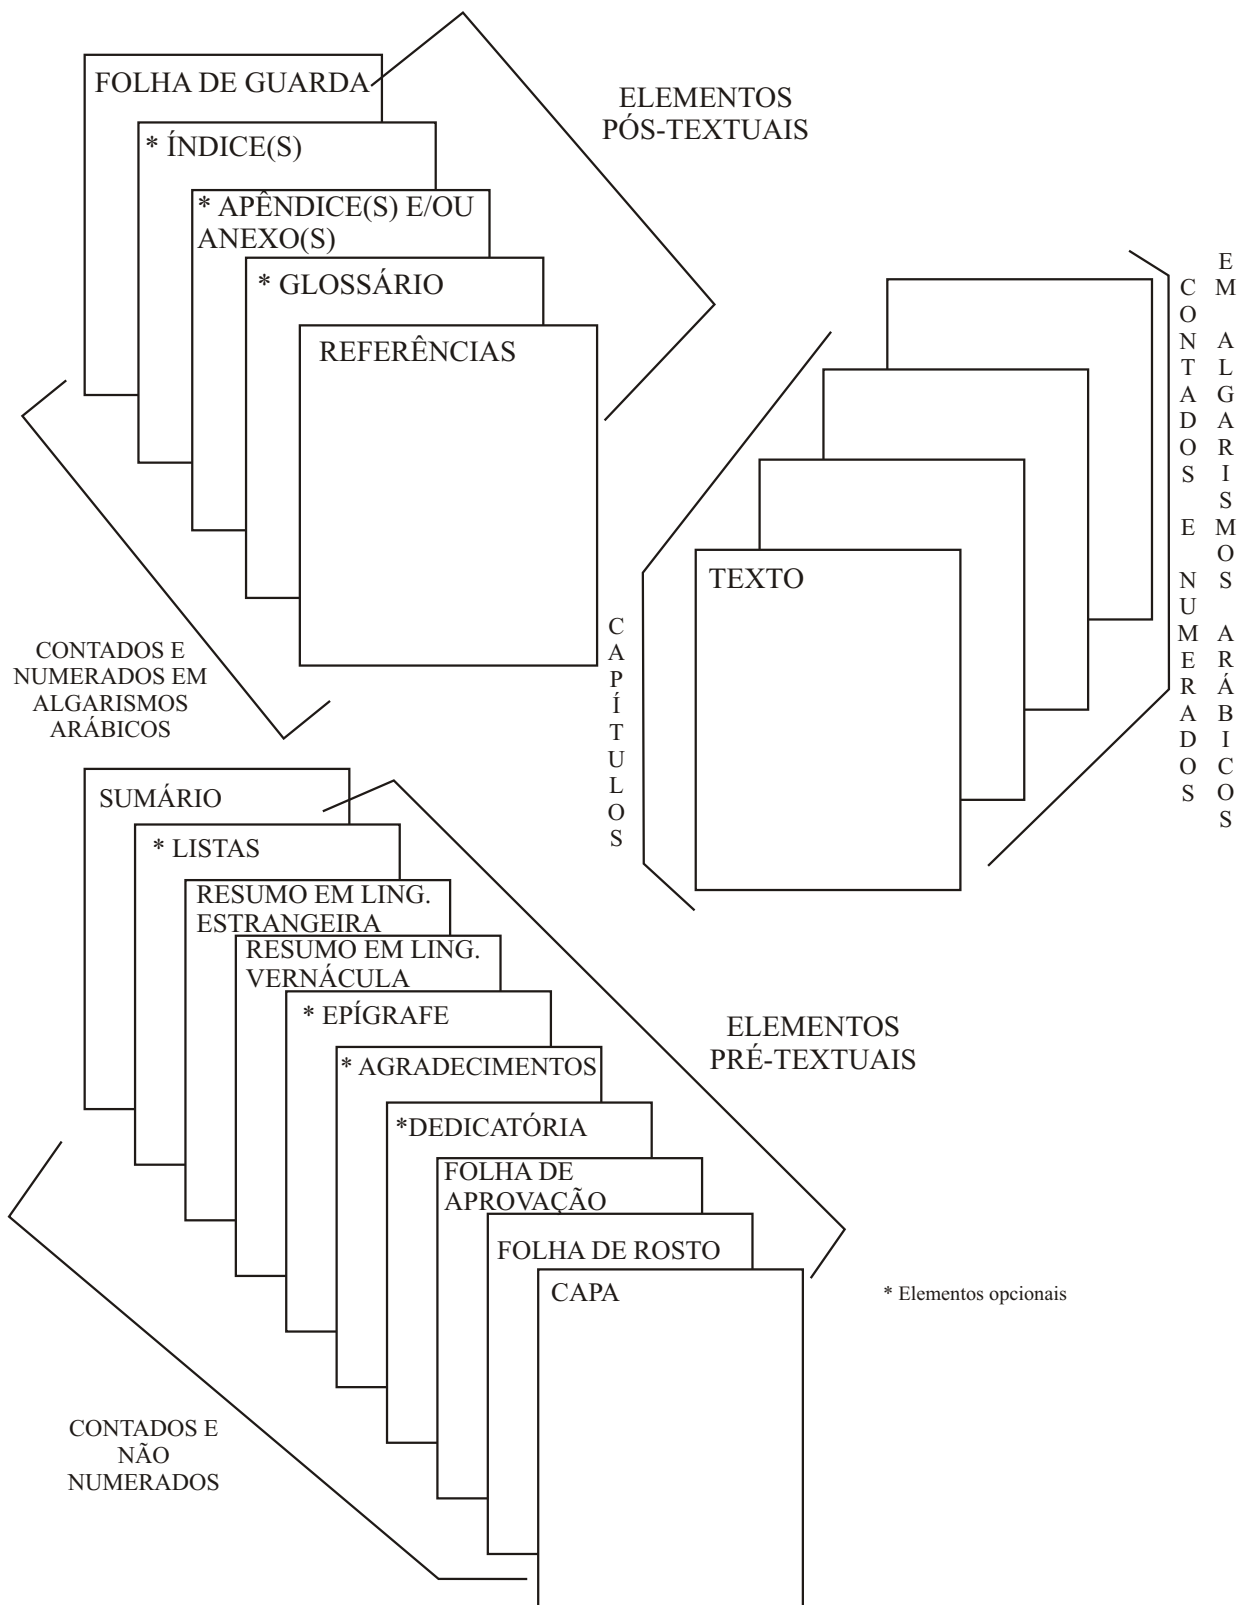 FOLHA DE GUARDA
* ÍNDICE(S)
* APÊNDICE(S) E/OU
ANEXO(S)
* GLOSSÁRIO
REFERÊNCIAS
ELEMENTOS
PÓS-TEXTUAIS
CONTADOS E
NUMERADOS EM
ALGARISMOS
ARÁBICOS
TEXTO
CAPÍTULOS
CONTADOS E NUMERADOS
EM ALGARISMOS ARÁBICOS
SUMÁRIO
* LISTAS
RESUMO EM LING.
ESTRANGEIRA
RESUMO EM LING.
VERNÁCULA
* EPÍGRAFE
* AGRADECIMENTOS
*DEDICATÓRIA
FOLHA DE
APROVAÇÃO
FOLHA DE ROSTO
CAPA
ELEMENTOS
PRÉ-TEXTUAIS
* Elementos opcionais
CONTADOS E
NÃO
NUMERADOS